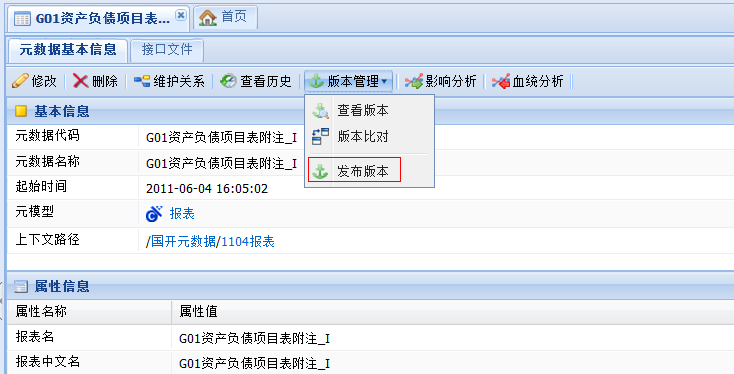 G01资产负债项目表... 首页
元数据基本信息 接口文件
修改 删除 维护关系 查看历史 版本管理 影响分析 血统分析
查看版本
版本比对
发布版本
基本信息
元数据代码 G01资产负债项目表附注_I
元数据名称 G01资产负债项目表附注_I
起始时间 2011-06-04 16:05:02
元模型 报表
上下文路径 /国开元数据/1104报表
属性信息
属性名称 属性值
报表名 G01资产负债项目表附注_I
报表中文名 G01资产负债项目表附注_I